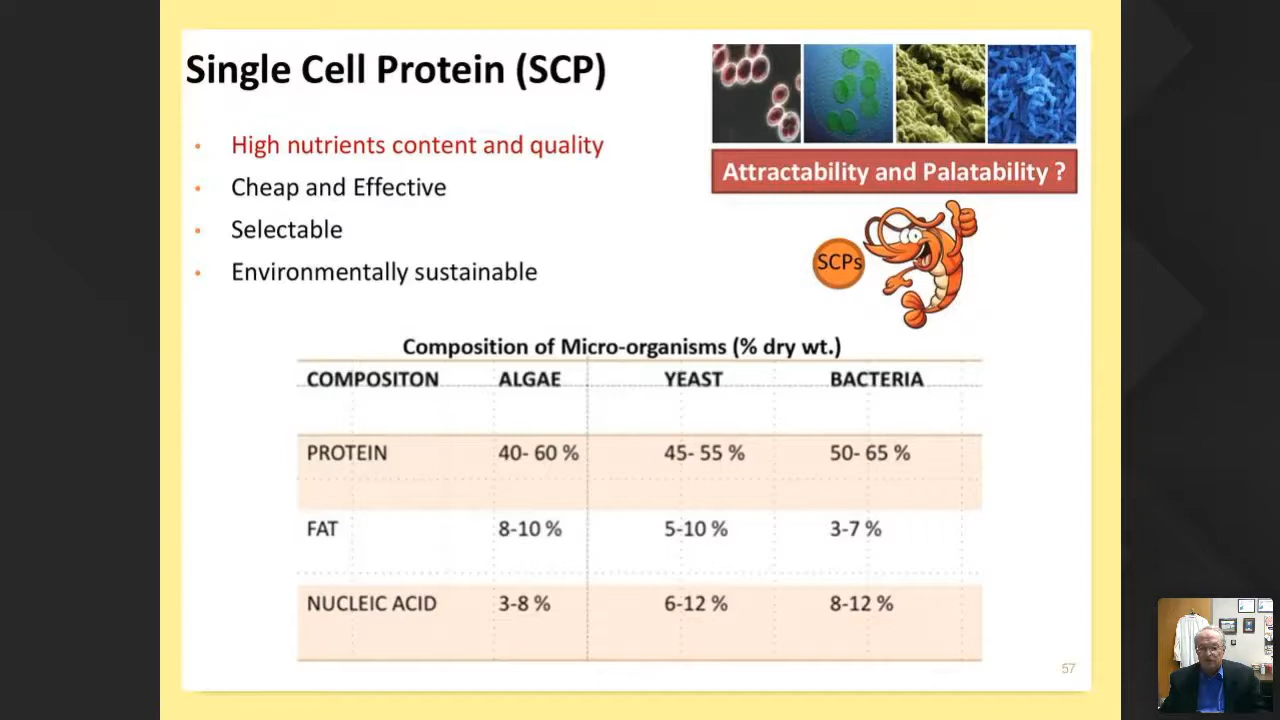 Single Cell Protein (SCP)
• High nutrients content and quality
• Cheap and Effective
• Selectable
• Environmentally sustainable
Attractability and Palatability ?
SCPs
Composition of Micro-organisms (% dry wt.)
COMPOSITON ALGAE YEAST BACTERIA
PROTEIN 40- 60 % 45- 55 % 50- 65 %
FAT 8-10 % 5-10 % 3-7 %
NUCLEIC ACID 3-8 % 6-12 % 8-12 %
57